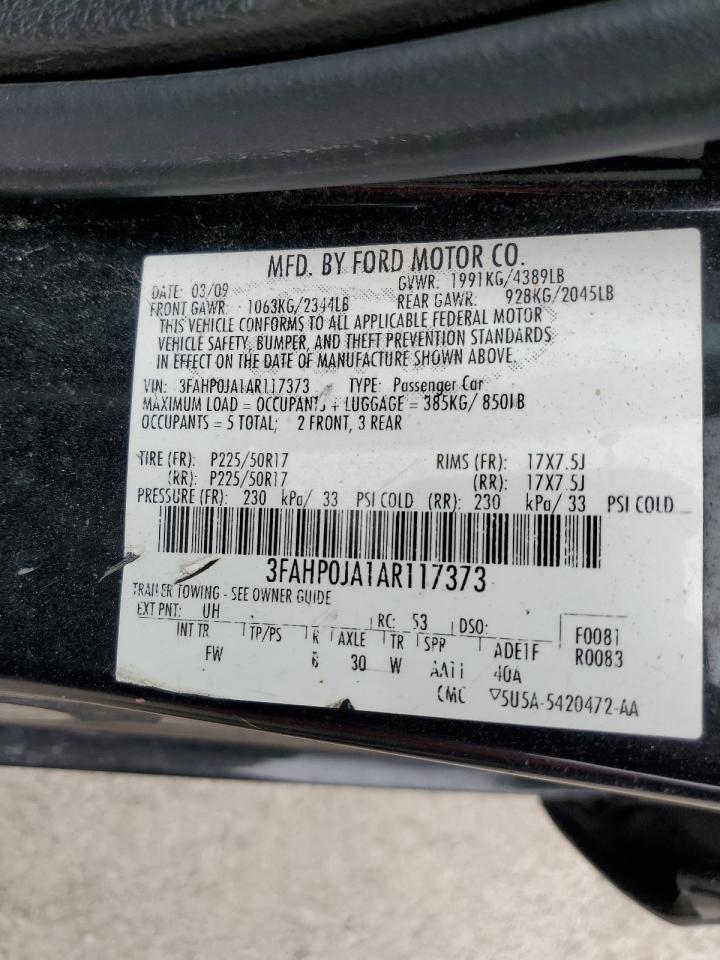 MFD. BY FORD MOTOR CO.
DATE: 03/09 GVWR: 1991KG/4389LB
FRONT GAWR: 1063KG/2344LB REAR GAWR: 928KG/2045LB
THIS VEHICLE CONFORMS TO ALL APPLICABLE FEDERAL MOTOR
VEHICLE SAFETY, BUMPER, AND THEFT PREVENTION STANDARDS
IN EFFECT ON THE DATE OF MANUFACTURE SHOWN ABOVE.
VIN: 3FAHP0JA1AR117373 TYPE: Passenger Car
MAXIMUM LOAD = OCCUPANTS + LUGGAGE = 385KG/ 850LB
OCCUPANTS = 5 TOTAL; 2 FRONT, 3 REAR
TIRE (FR): P225/50R17 RIMS (FR): 17X7.5J
(RR): P225/50R17 (RR): 17X7.5J
PRESSURE (FR): 230 kPa/ 33 PSI COLD (RR): 230 kPa/ 33 PSI COLD
3FAHP0JA1AR117373
TRAILER TOWING - SEE OWNER GUIDE
EXT PNT: UH RC: 53 DSO: F0081
INT TR TP/PS R AXLE TR SPR ADE1F R0083
FW 6 30 W 40A
CMC ▽5U5A-5420472-AA